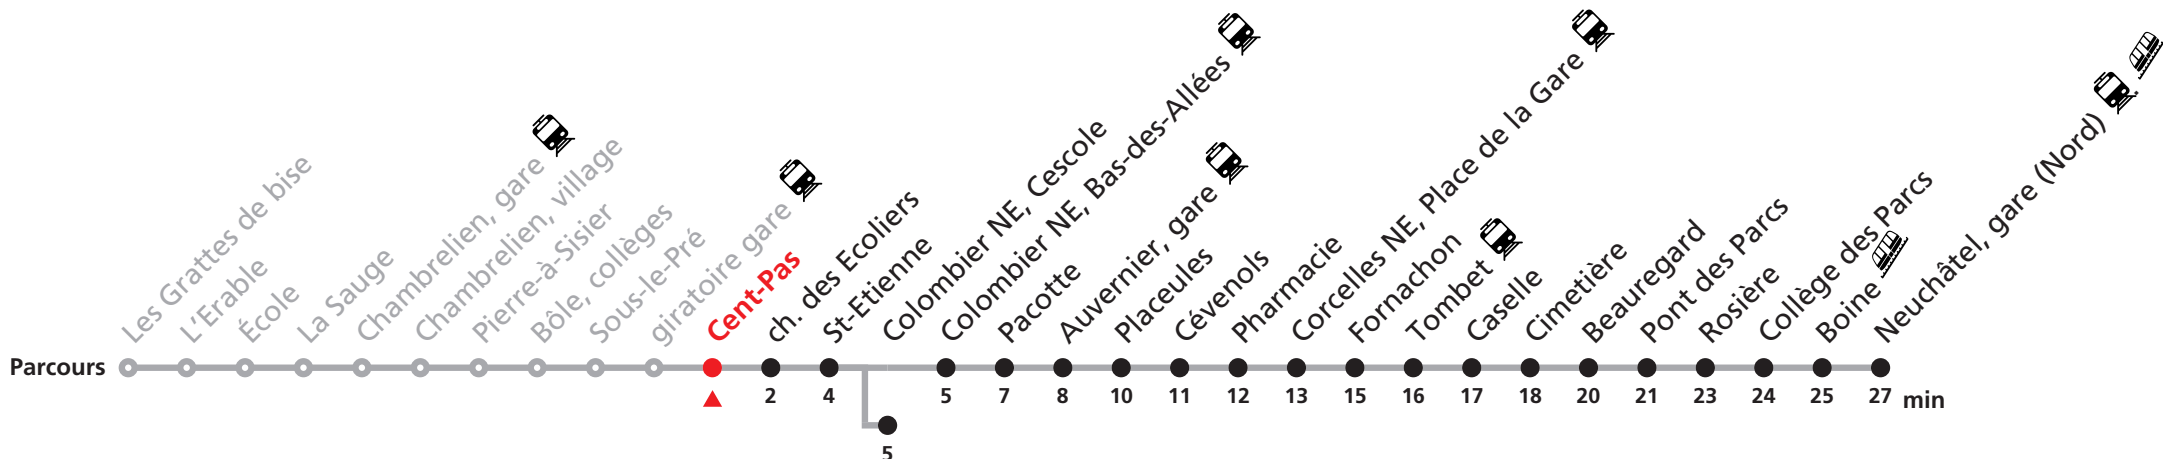 Les Grattes de bise
L'Erable
École
La Sauge
Chambrelien, gare
Chambrelien, village
Pierre-à-Sisier
Bôle, collèges
Sous-le-Pré
giratoire gare
Cent-Pas
ch. des Ecoliers
St-Etienne
Colombier NE, Cescole
Colombier NE, Bas-des-Allées
Pacotte
Auvernier, gare
Placeules
Cévenols
Pharmacie
Corcelles NE, Place de la Gare
Fornachon
Tombet
Caselle
Cimetière
Beauregard
Pont des Parcs
Rosière
Collège des Parcs
Boine
Neuchâtel, gare (Nord)
Parcours
2 4 5 7 8 10 11 12 13 15 16 17 18 20 21 23 24 25 27 min
5